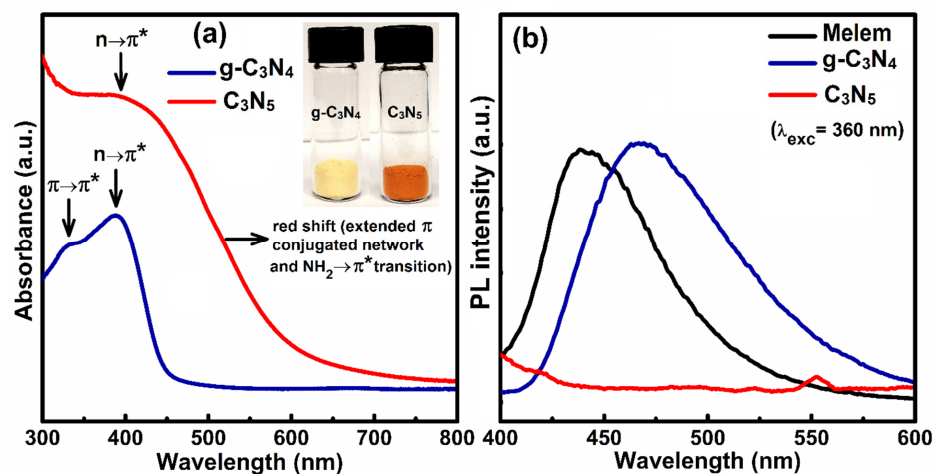 (a)
n→π*
g-C₃N₄
C₃N₅
g-C₃N₄
C₃N₅
n→π*
π→π*
red shift (extended π
conjugated network
and NH₂→π* transition)
Absorbance (a.u.)
300 400 500 600 700 800
Wavelength (nm)
(b)
Melem
g-C₃N₄
C₃N₅
(λexc= 360 nm)
PL intensity (a.u.)
400 450 500 550 600
Wavelength (nm)